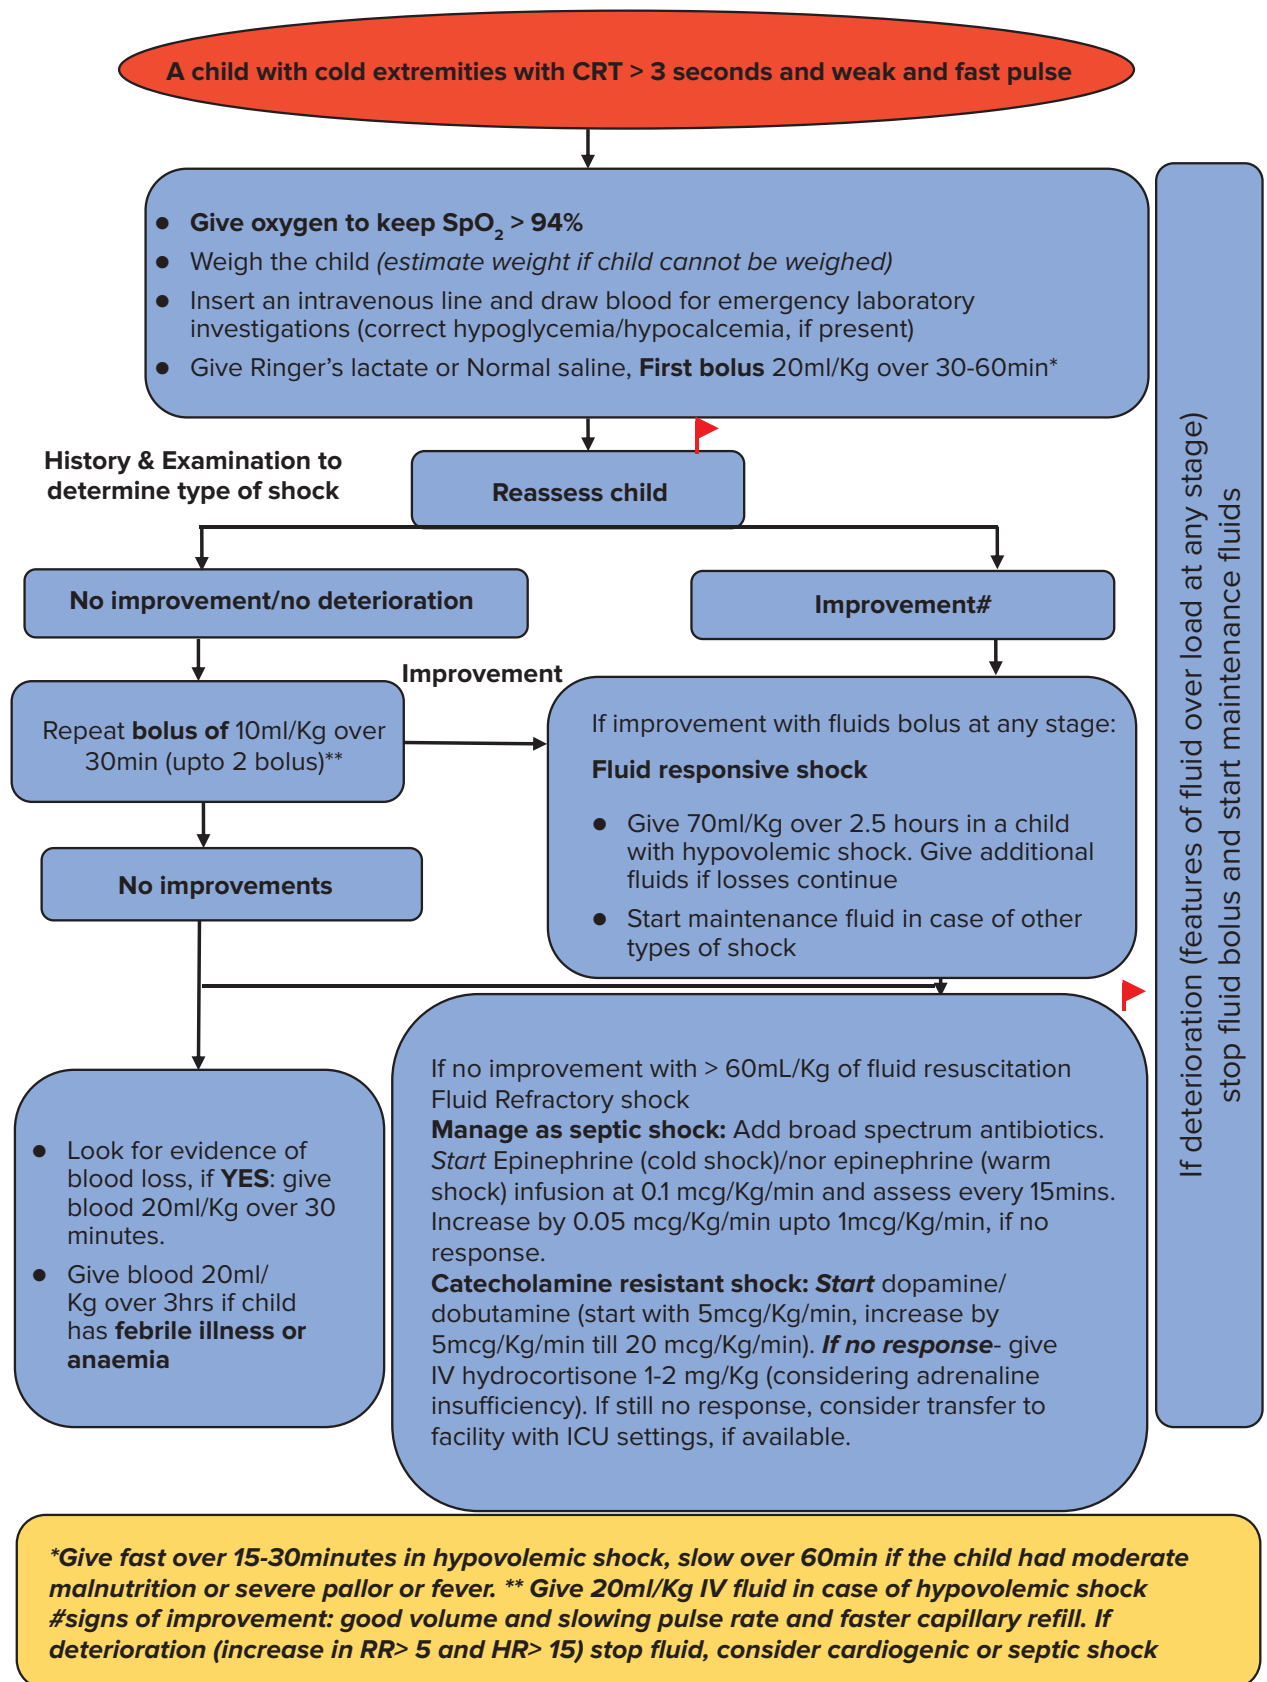 A child with cold extremities with CRT > 3 seconds and weak and fast pulse
● Give oxygen to keep SpO₂ > 94%
● Weigh the child (estimate weight if child cannot be weighed)
● Insert an intravenous line and draw blood for emergency laboratory
investigations (correct hypoglycemia/hypocalcemia, if present)
● Give Ringer's lactate or Normal saline, First bolus 20ml/Kg over 30-60min*
History & Examination to
determine type of shock
Reassess child
No improvement/no deterioration
Improvement#
Repeat bolus of 10ml/Kg over
30min (upto 2 bolus)**
Improvement
If improvement with fluids bolus at any stage:
Fluid responsive shock
● Give 70ml/Kg over 2.5 hours in a child
with hypovolemic shock. Give additional
fluids if losses continue
● Start maintenance fluid in case of other
types of shock
No improvements
● Look for evidence of
blood loss, if YES: give
blood 20ml/Kg over 30
minutes.
● Give blood 20ml/
Kg over 3hrs if child
has febrile illness or
anaemia
If no improvement with > 60mL/Kg of fluid resuscitation
Fluid Refractory shock
Manage as septic shock: Add broad spectrum antibiotics.
Start Epinephrine (cold shock)/nor epinephrine (warm
shock) infusion at 0.1 mcg/Kg/min and assess every 15mins.
Increase by 0.05 mcg/Kg/min upto 1mcg/Kg/min, if no
response.
Catecholamine resistant shock: Start dopamine/
dobutamine (start with 5mcg/Kg/min, increase by
5mcg/Kg/min till 20 mcg/Kg/min). If no response- give
IV hydrocortisone 1-2 mg/Kg (considering adrenaline
insufficiency). If still no response, consider transfer to
facility with ICU settings, if available.
If deterioration (features of fluid over load at any stage)
stop fluid bolus and start maintenance fluids
*Give fast over 15-30minutes in hypovolemic shock, slow over 60min if the child had moderate
malnutrition or severe pallor or fever. ** Give 20ml/Kg IV fluid in case of hypovolemic shock
#signs of improvement: good volume and slowing pulse rate and faster capillary refill. If
deterioration (increase in RR> 5 and HR> 15) stop fluid, consider cardiogenic or septic shock